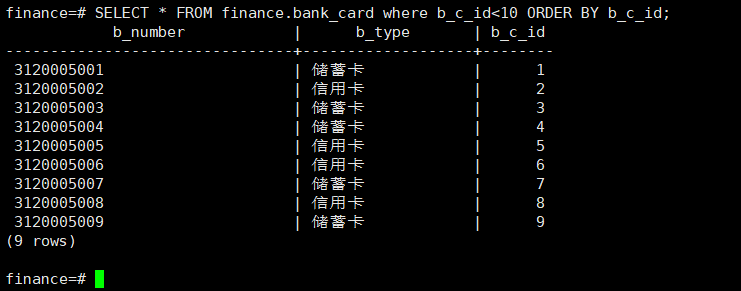 finance=# SELECT * FROM finance.bank_card where b_c_id<10 ORDER BY b_c_id;
            b_number            |      b_type       | b_c_id
--------------------------------+-------------------+--------
 3120005001                     | 储蓄卡            |      1
 3120005002                     | 信用卡            |      2
 3120005003                     | 储蓄卡            |      3
 3120005004                     | 储蓄卡            |      4
 3120005005                     | 信用卡            |      5
 3120005006                     | 信用卡            |      6
 3120005007                     | 储蓄卡            |      7
 3120005008                     | 信用卡            |      8
 3120005009                     | 储蓄卡            |      9
(9 rows)
finance=#